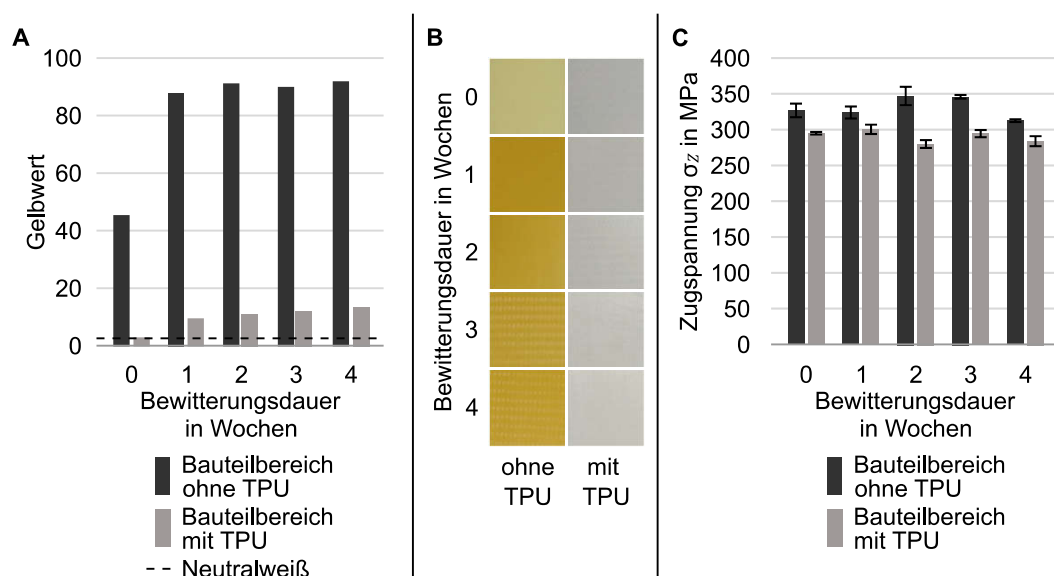 A
100
80
60
40
20
0
Gelbwert
0 1 2 3 4
Bewitterungsdauer
in Wochen
Bauteilbereich
ohne TPU
Bauteilbereich
mit TPU
Neutralweiß
B
Bewitterungsdauer in Wochen
0
1
2
3
4
ohne mit
TPU TPU
C
400
350
300
250
300
150
100
50
0
Zugspannung σZ in MPa
0 1 2 3 4
Bewitterungsdauer
in Wochen
Bauteilbereich
ohne TPU
Bauteilbereich
mit TPU